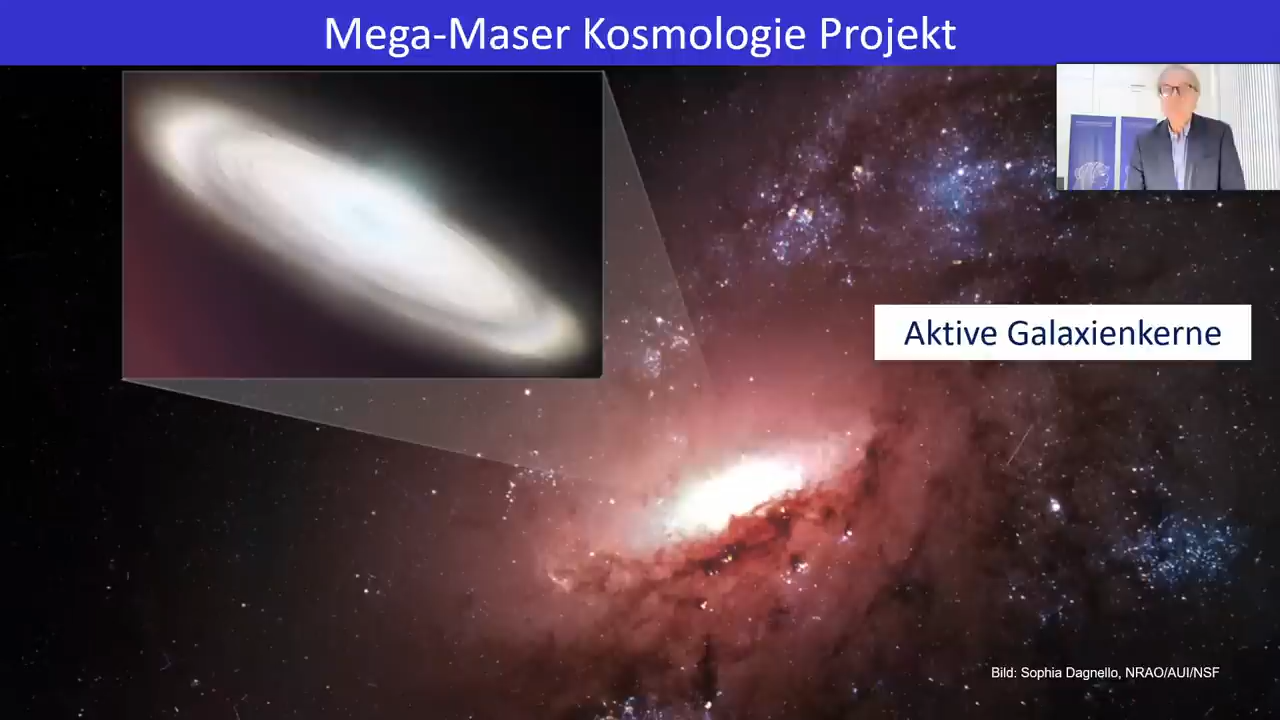 Mega-Maser Kosmologie Projekt
Aktive Galaxienkerne
Bild: Sophia Dagnello, NRAO/AUI/NSF